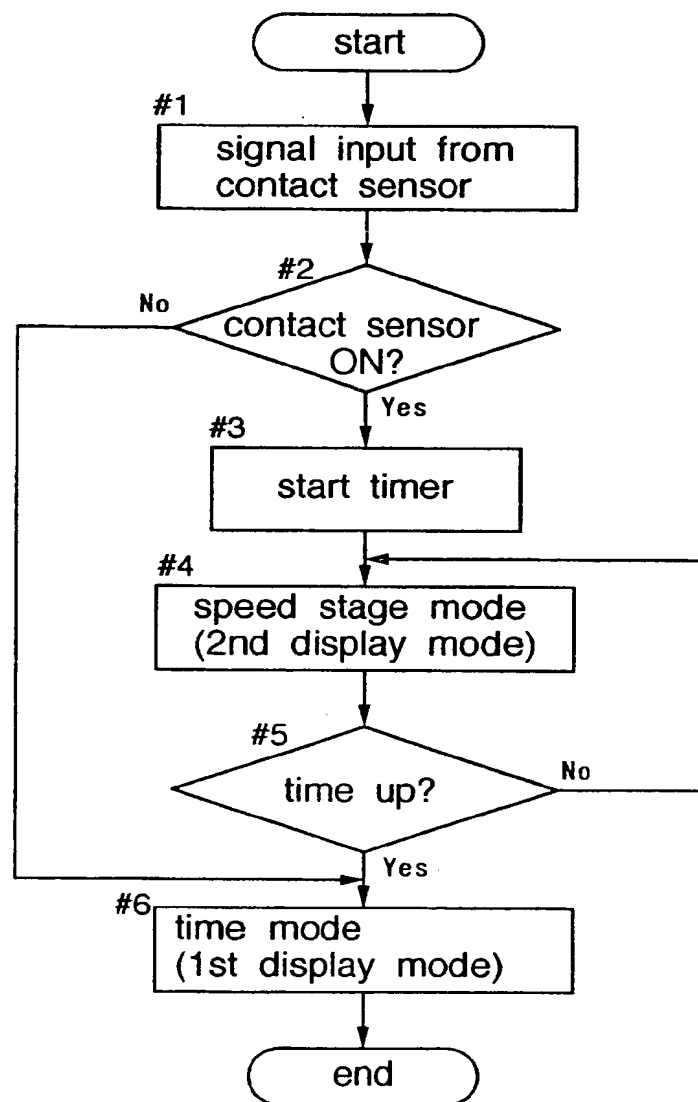 start
#1
signal input from
contact sensor
#2
No
contact sensor
ON?
Yes
#3
start timer
#4
speed stage mode
(2nd display mode)
#5
time up?
No
Yes
#6
time mode
(1st display mode)
end